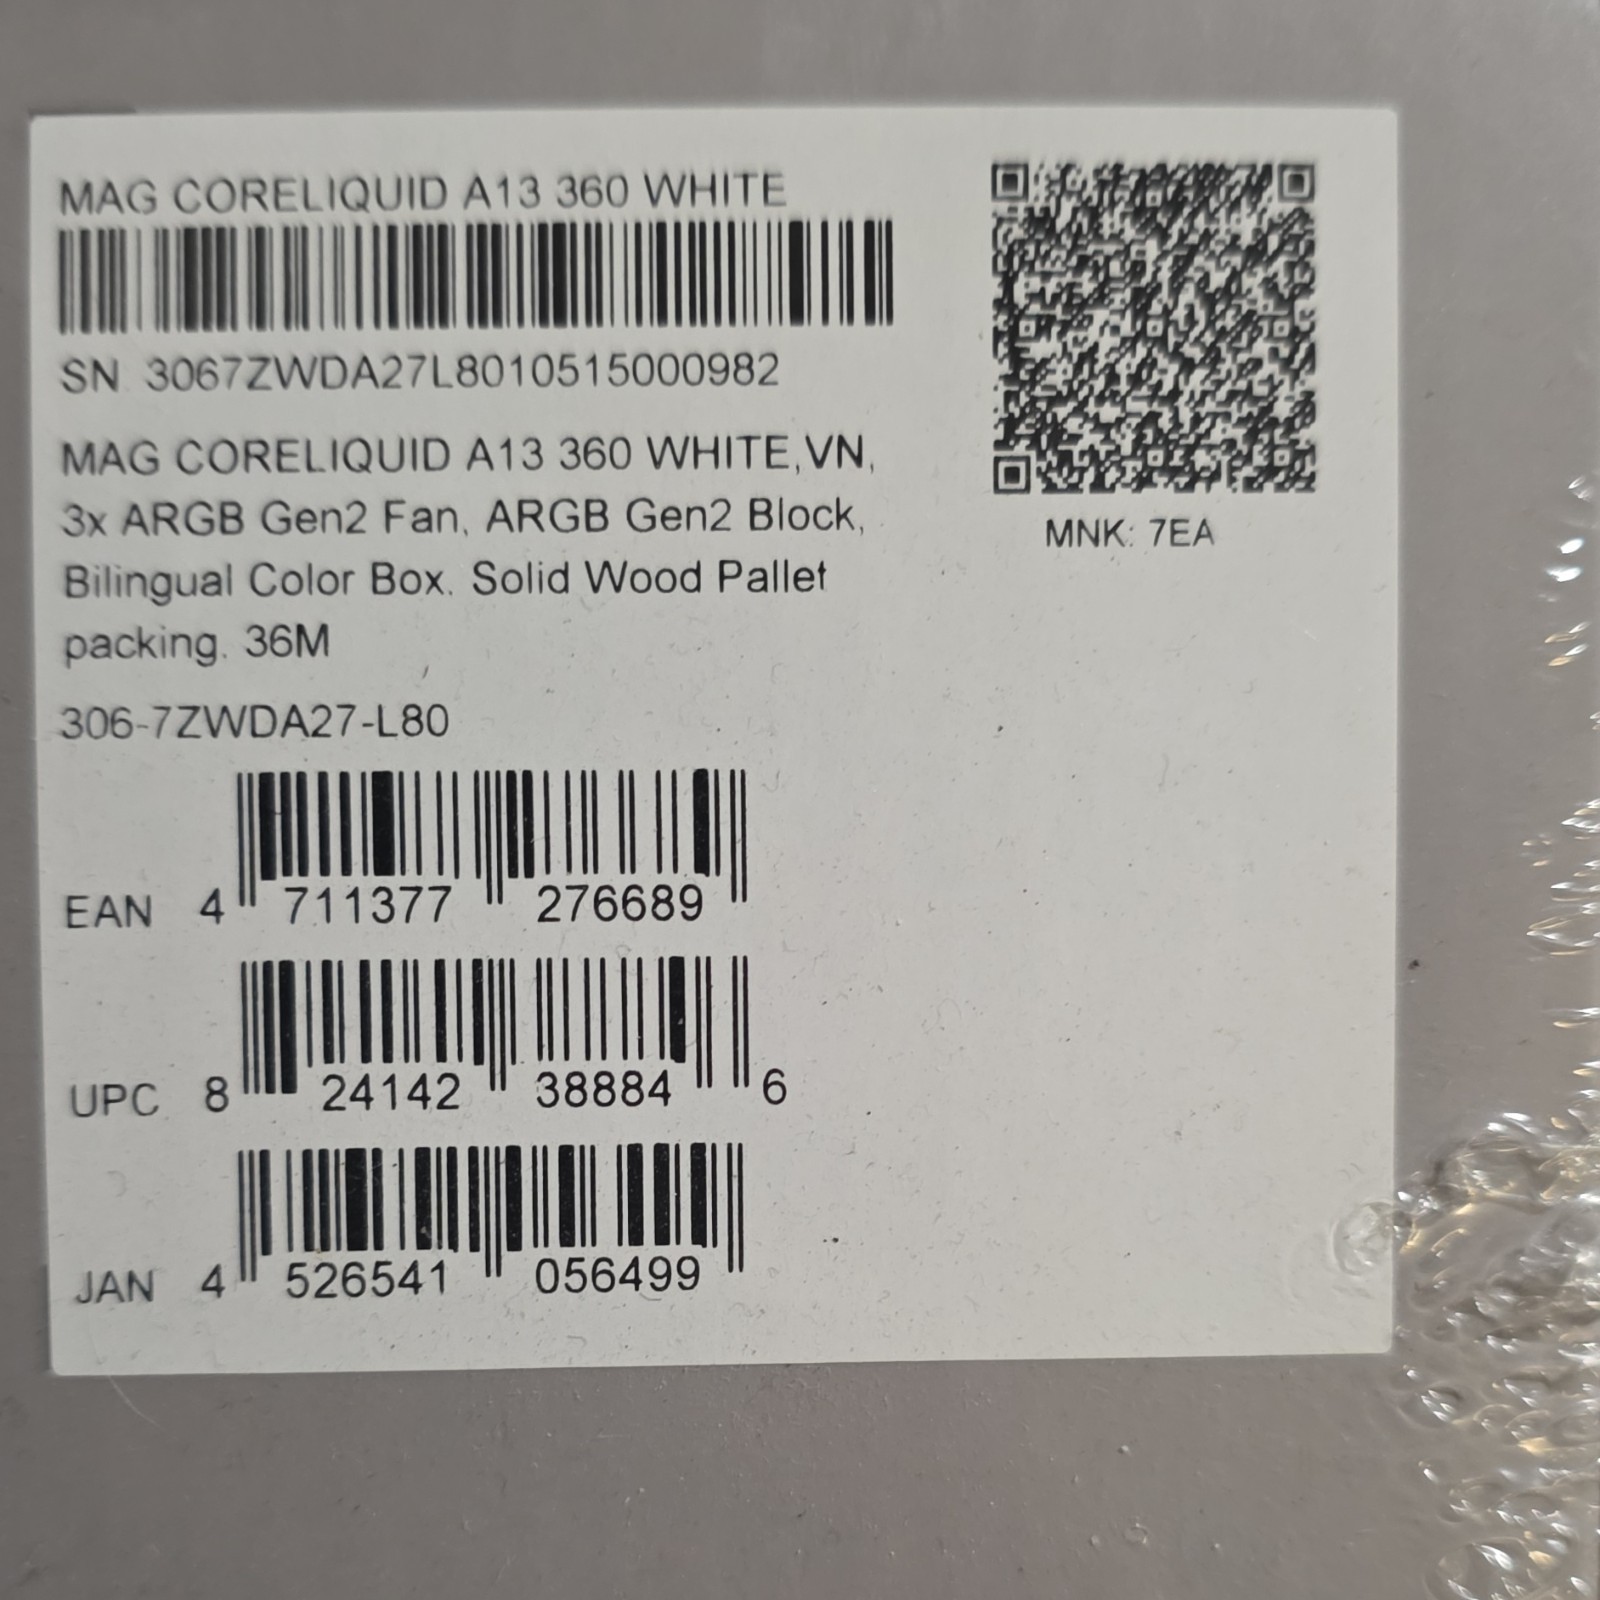 MAG CORELIQUID A13 360 WHITE
SN 3067ZWDA27L8010515000982
MAG CORELIQUID A13 360 WHITE,VN,
3x ARGB Gen2 Fan, ARGB Gen2 Block,
Bilingual Color Box. Solid Wood Pallet
packing. 36M
306-7ZWDA27-L80
MNK: 7EA
EAN 4 711377 276689
UPC 8 24142 38884 6
JAN 4 526541 056499